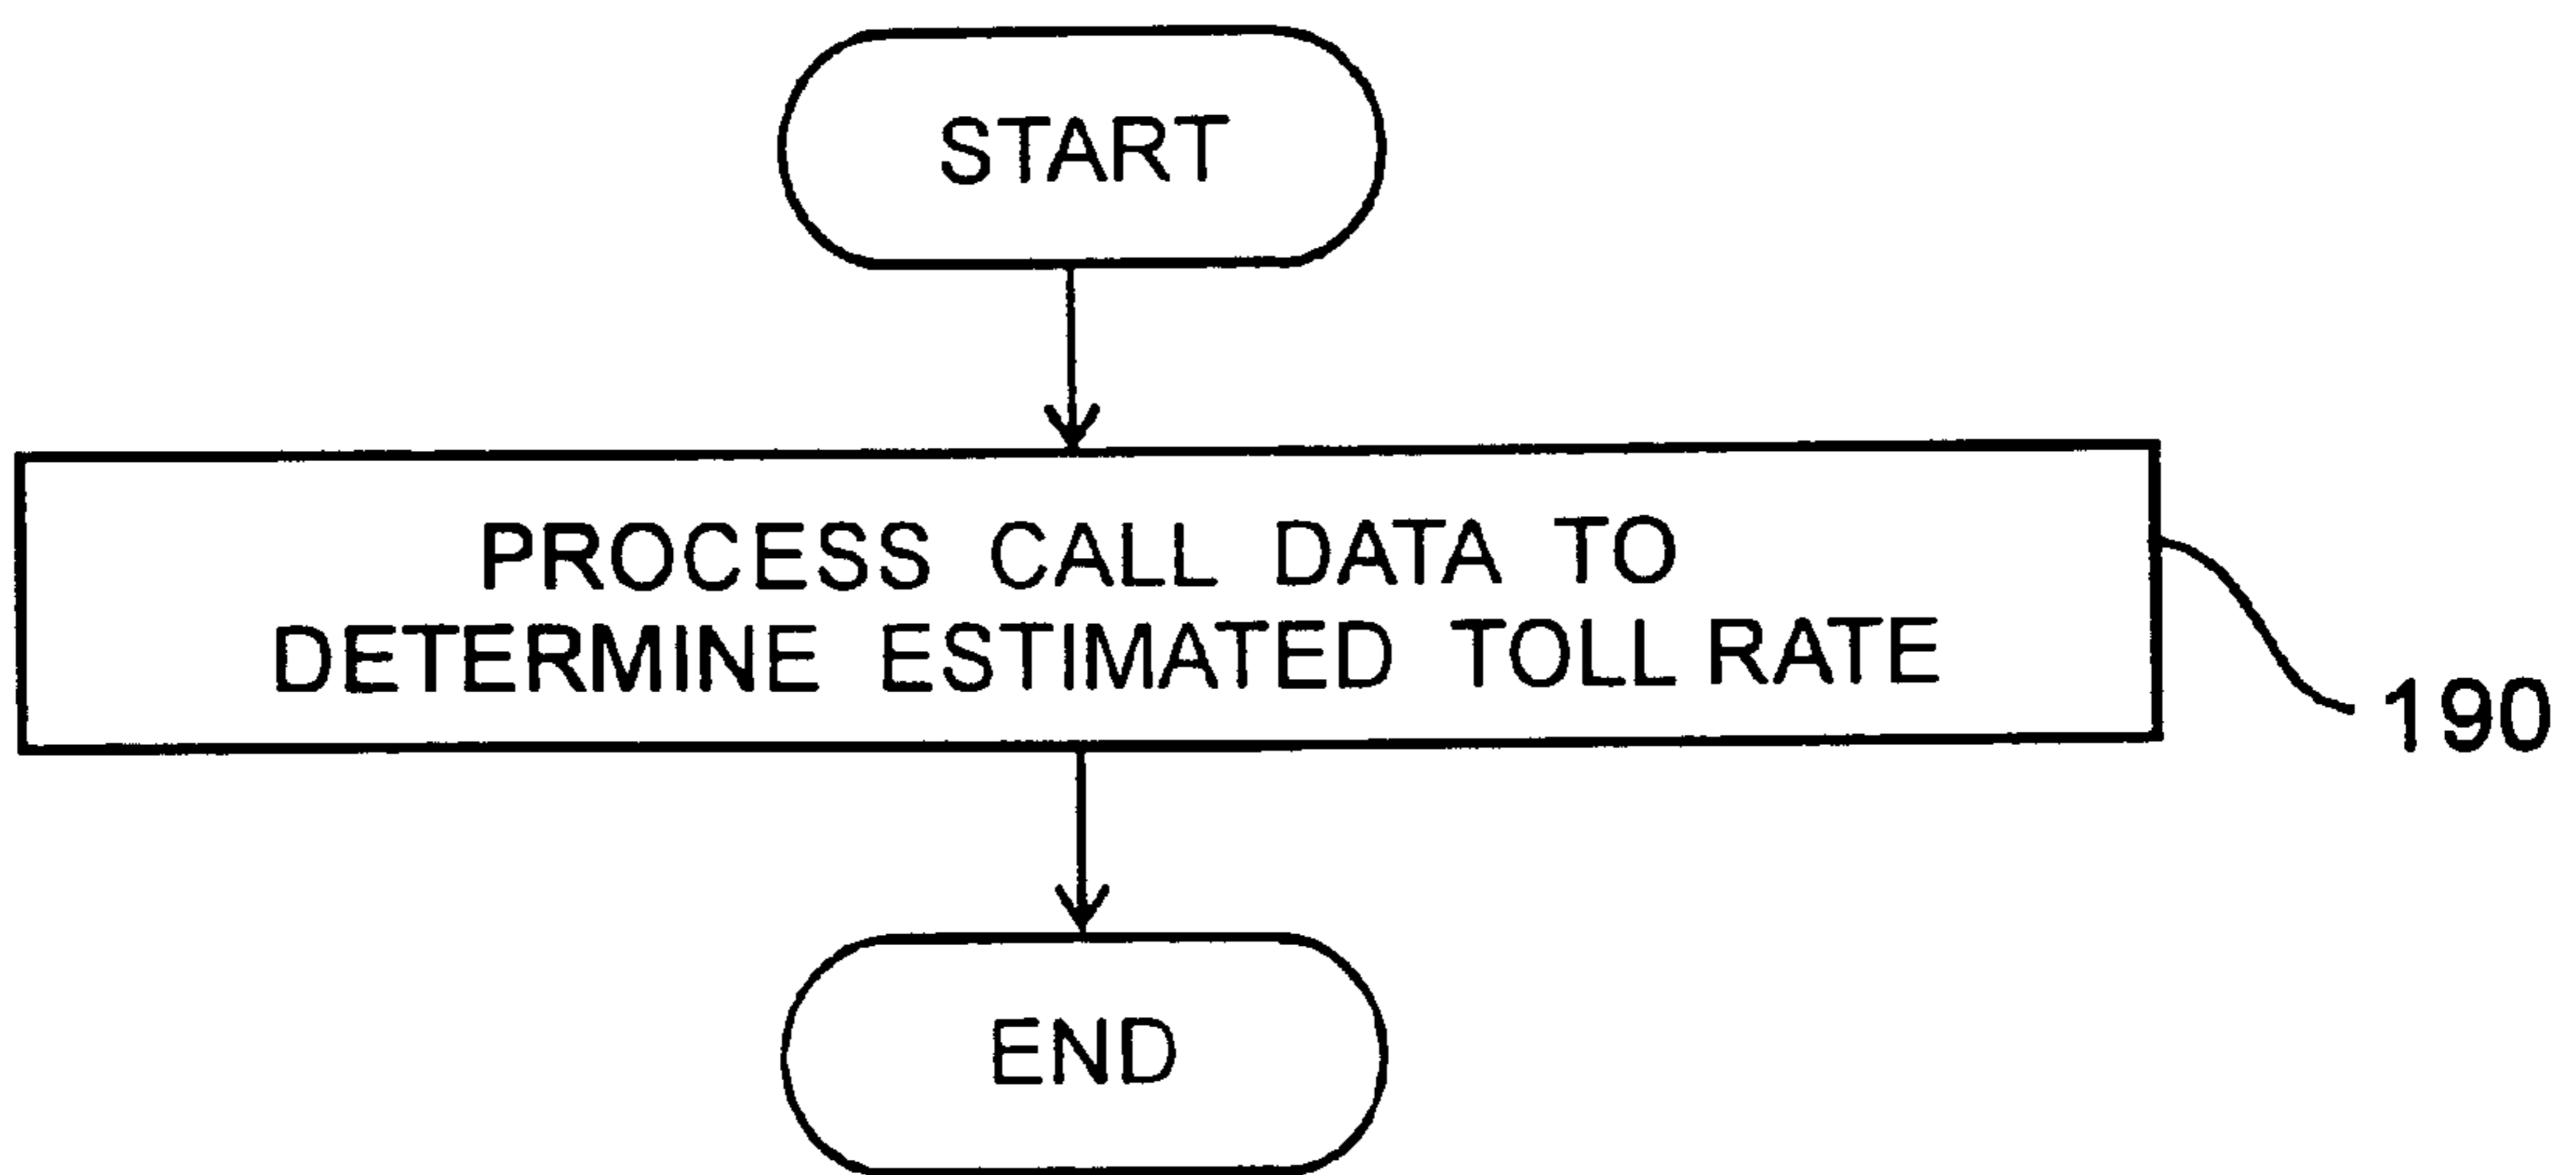 START
PROCESS CALL DATA TO
DETERMINE ESTIMATED TOLL RATE
190
END